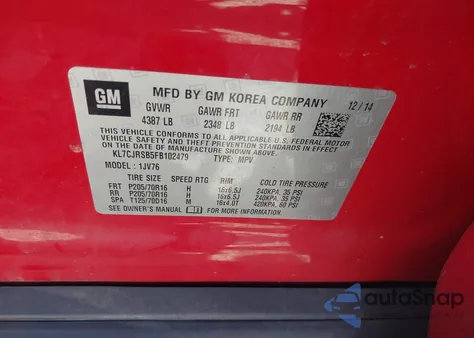 GM MFD BY GM KOREA COMPANY 12/14
GVWR GAWR FRT GAWR RR
4387 LB 2348 LB 2194 LB
THIS VEHICLE CONFORMS TO ALL APPLICABLE U.S. FEDERAL MOTOR
VEHICLE SAFETY, BUMPER, AND THEFT PREVENTION STANDARDS
IN EFFECT ON THE DATE OF MANUFACTURE SHOWN ABOVE.
KL7CJRSB5FB102479 TYPE: MPV
MODEL: 1JV76
TIRE SIZE SPEED RTG RIM COLD TIRE PRESSURE
FRT P205/70R16 H 16x6.5J 240KPA, 35 PSI
RR P205/70R16 H 16x6.5J 240KPA, 35 PSI
SPA T125/70D16 M 16x4.0T 420KPA, 60 PSI
SEE OWNER'S MANUAL FOR MORE INFORMATION.
autoSnap